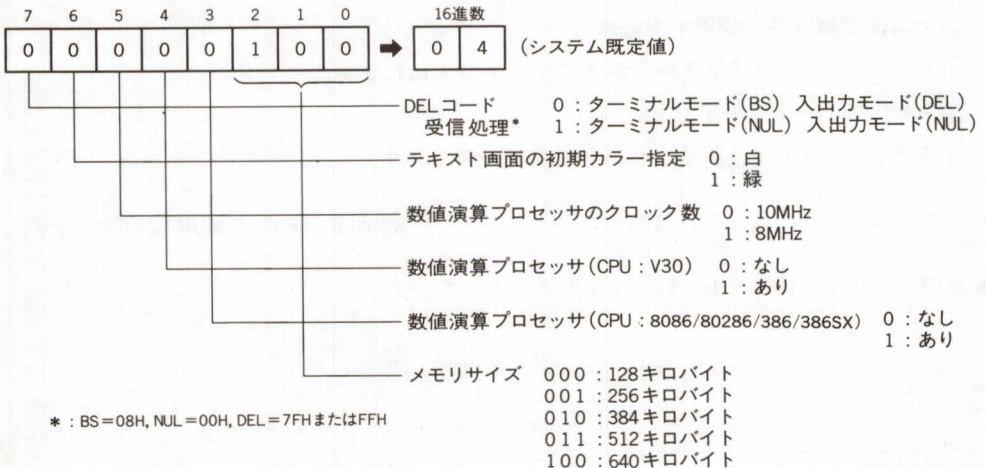 7 6 5 4 3 2 1 0 16進数
0 0 0 0 0 1 0 0 ➡ 0 4 (システム既定値)
DELコード 0：ターミナルモード(BS) 入出力モード(DEL)
受信処理* 1：ターミナルモード(NUL) 入出力モード(NUL)
テキスト画面の初期カラー指定 0：白
1：緑
数値演算プロセッサのクロック数 0：10MHz
1：8MHz
数値演算プロセッサ(CPU：V30) 0：なし
1：あり
数値演算プロセッサ(CPU：8086/80286/386/386SX) 0：なし
1：あり
メモリサイズ 000：128キロバイト
001：256キロバイト
010：384キロバイト
011：512キロバイト
100：640キロバイト
*：BS=08H, NUL=00H, DEL=7FHまたはFFH